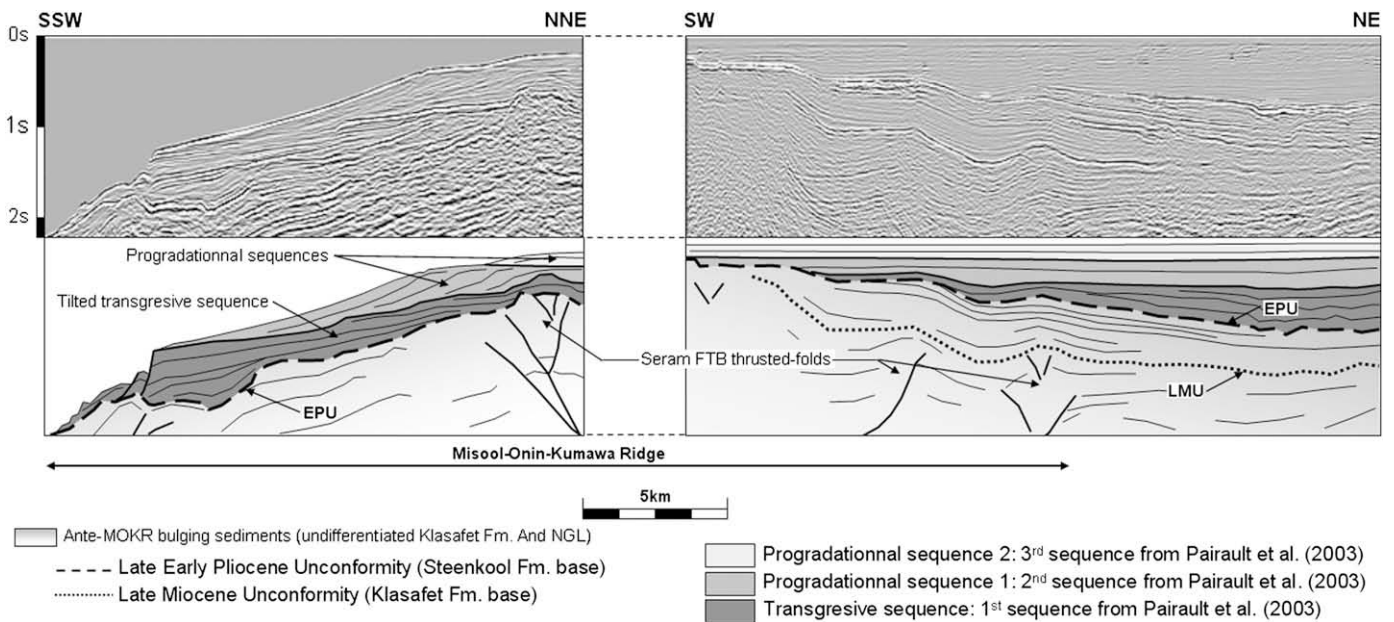 SSW NNE SW NE
0s
1s
2s
Progradationnal sequences
Tilted transgresive sequence
EPU
Seram FTB thrusted-folds
EPU
LMU
Misool-Onin-Kumawa Ridge
5km
Ante-MOKR bulging sediments (undifferentiated Klasafet Fm. And NGL)
Late Early Pliocene Unconformity (Steenkool Fm. base)
Late Miocene Unconformity (Klasafet Fm. base)
Progradationnal sequence 2: 3rd sequence from Pairault et al. (2003)
Progradationnal sequence 1: 2nd sequence from Pairault et al. (2003)
Transgresive sequence: 1st sequence from Pairault et al. (2003)